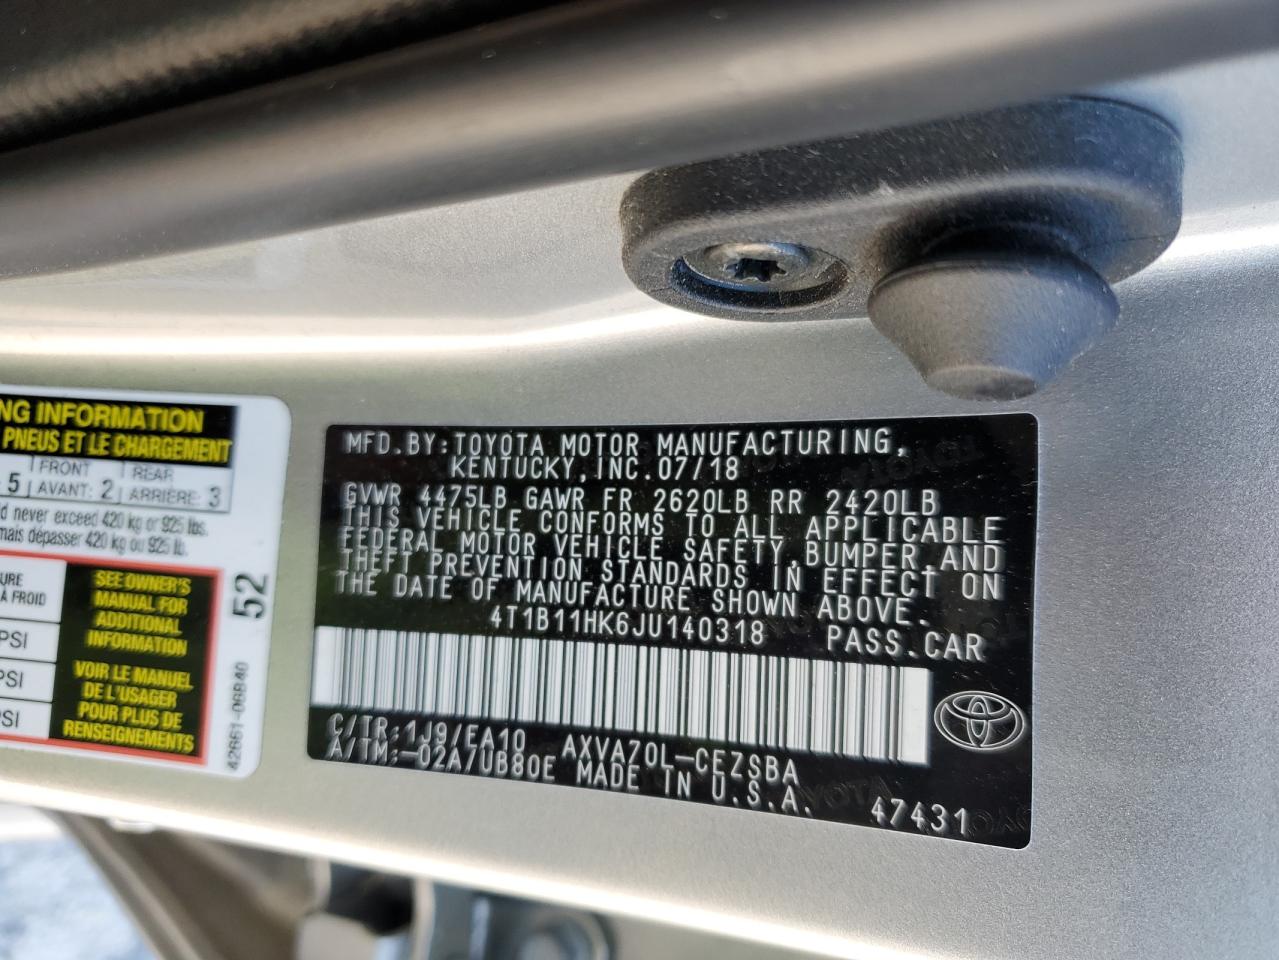 NG INFORMATION
PNEUS ET LE CHARGEMENT
5 FRONT REAR
AVANT: 2 ARRIÈRE: 3
d never exceed 420 kg or 925 lbs.
mais dépasser 420 kg or 925 lb.
URE
À FROID
PSI
PSI
PSI
SEE OWNER'S
MANUAL FOR
ADDITIONAL
INFORMATION
VOIR LE MANUEL
DE L'USAGER
POUR PLUS DE
RENSEIGNEMENTS
52
42661-06B40
MFD.BY:TOYOTA MOTOR MANUFACTURING,
KENTUCKY,INC.07/18
GVWR 4475LB GAWR FR 2620LB RR 2420LB
THIS VEHICLE CONFORMS TO ALL APPLICABLE
FEDERAL MOTOR VEHICLE SAFETY,BUMPER,AND
THEFT PREVENTION STANDARDS IN EFFECT ON
THE DATE OF MANUFACTURE SHOWN ABOVE.
4T1B11HK6JU140318 PASS.CAR
C/TR:1J9/EA10 AXVA70L-CEZSBA
A/TM:-02A/UB80E MADE IN U.S.A.
47431